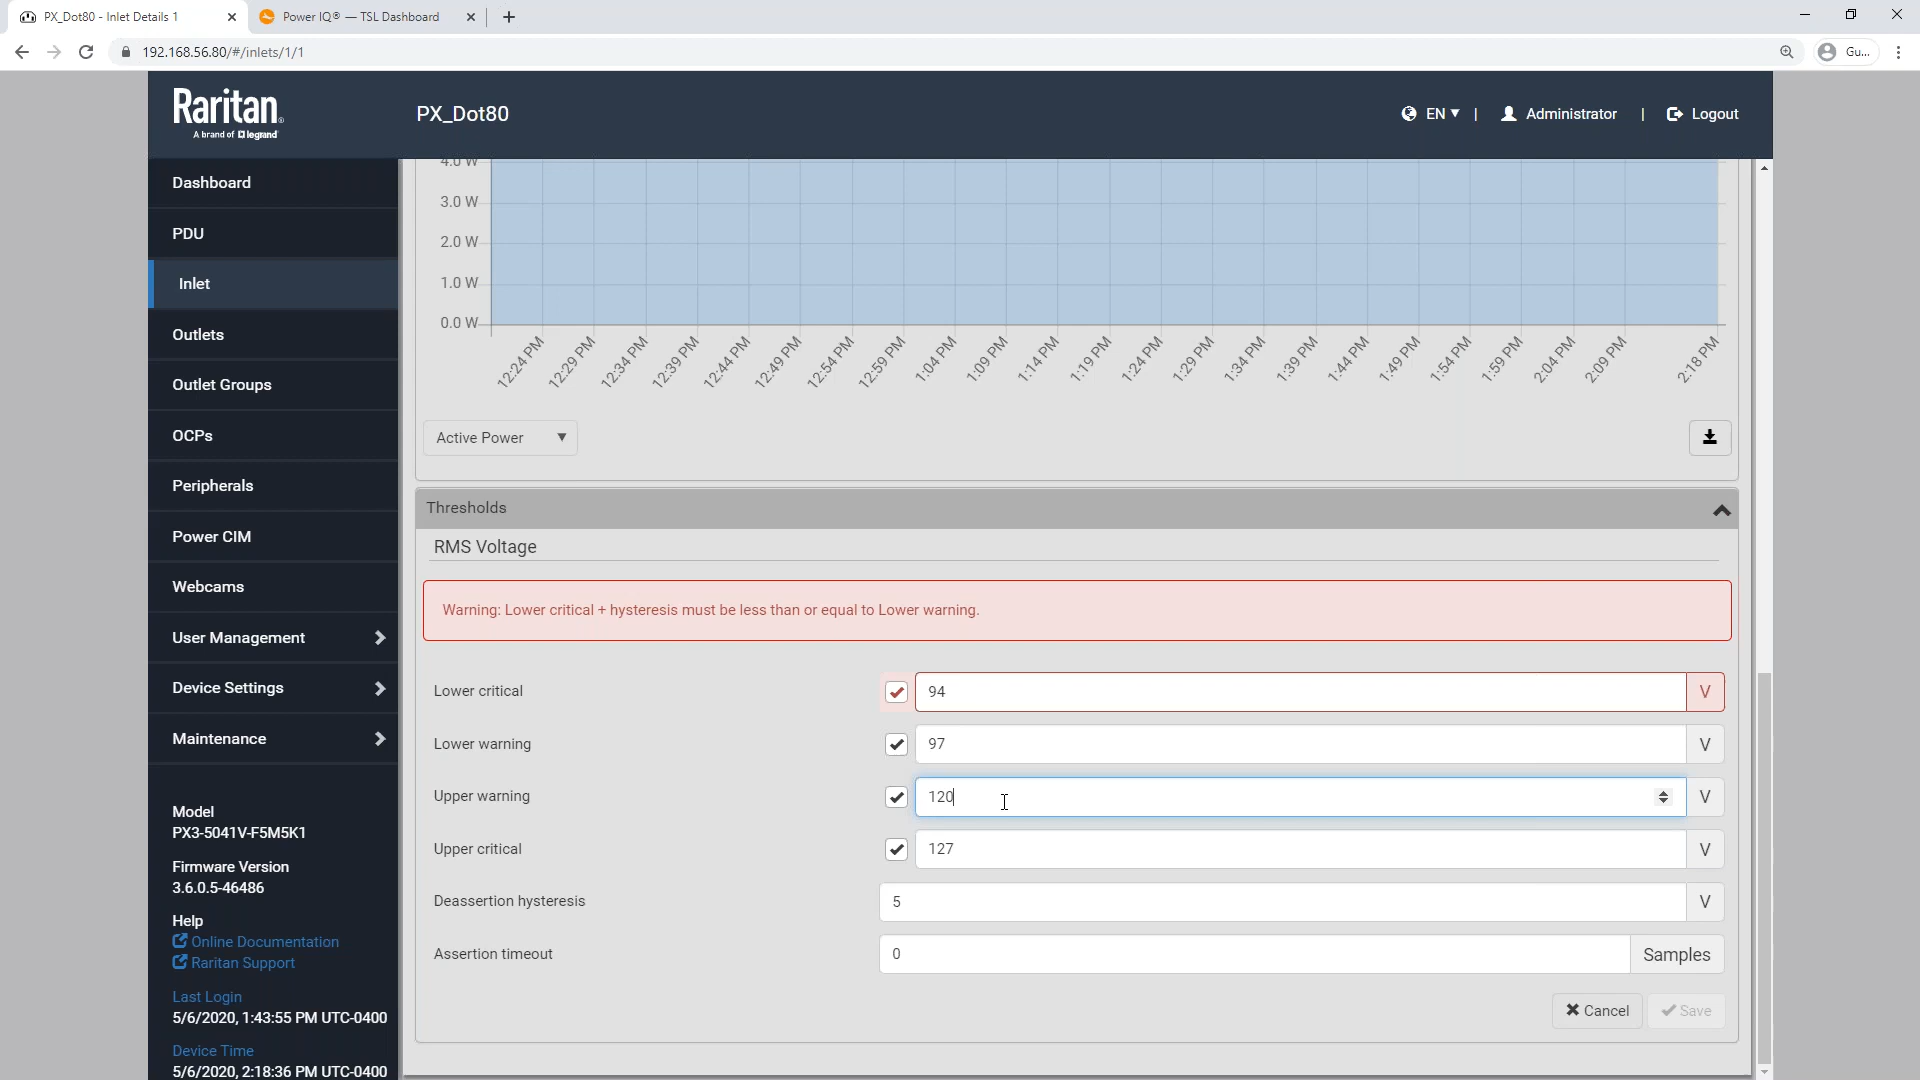 PX_Dot80 - Inlet Details 1
Power IQ® — TSL Dashboard
192.168.56.80/#/inlets/1/1
Gu...
Raritan.
A brand of legrand
PX_Dot80
EN
|
Administrator
|
Logout
Dashboard
PDU
Inlet
Outlets
Outlet Groups
OCPs
Peripherals
Power CIM
Webcams
User Management
Device Settings
Maintenance
Model
PX3-5041V-F5M5K1
Firmware Version
3.6.0.5-46486
Help
Online Documentation
Raritan Support
Last Login
5/6/2020, 1:43:55 PM UTC-0400
Device Time
5/6/2020, 2:18:36 PM UTC-0400
4.0 W
3.0 W
2.0 W
1.0 W
0.0 W
12:24 PM
12:29 PM
12:34 PM
12:39 PM
12:44 PM
12:49 PM
12:54 PM
12:59 PM
1:04 PM
1:09 PM
1:14 PM
1:19 PM
1:24 PM
1:29 PM
1:34 PM
1:39 PM
1:44 PM
1:49 PM
1:54 PM
1:59 PM
2:04 PM
2:09 PM
2:18 PM
Active Power
Thresholds
RMS Voltage
Warning: Lower critical + hysteresis must be less than or equal to Lower warning.
Lower critical 94 V
Lower warning 97 V
Upper warning 120 V
Upper critical 127 V
Deassertion hysteresis 5 V
Assertion timeout 0 Samples
Cancel Save